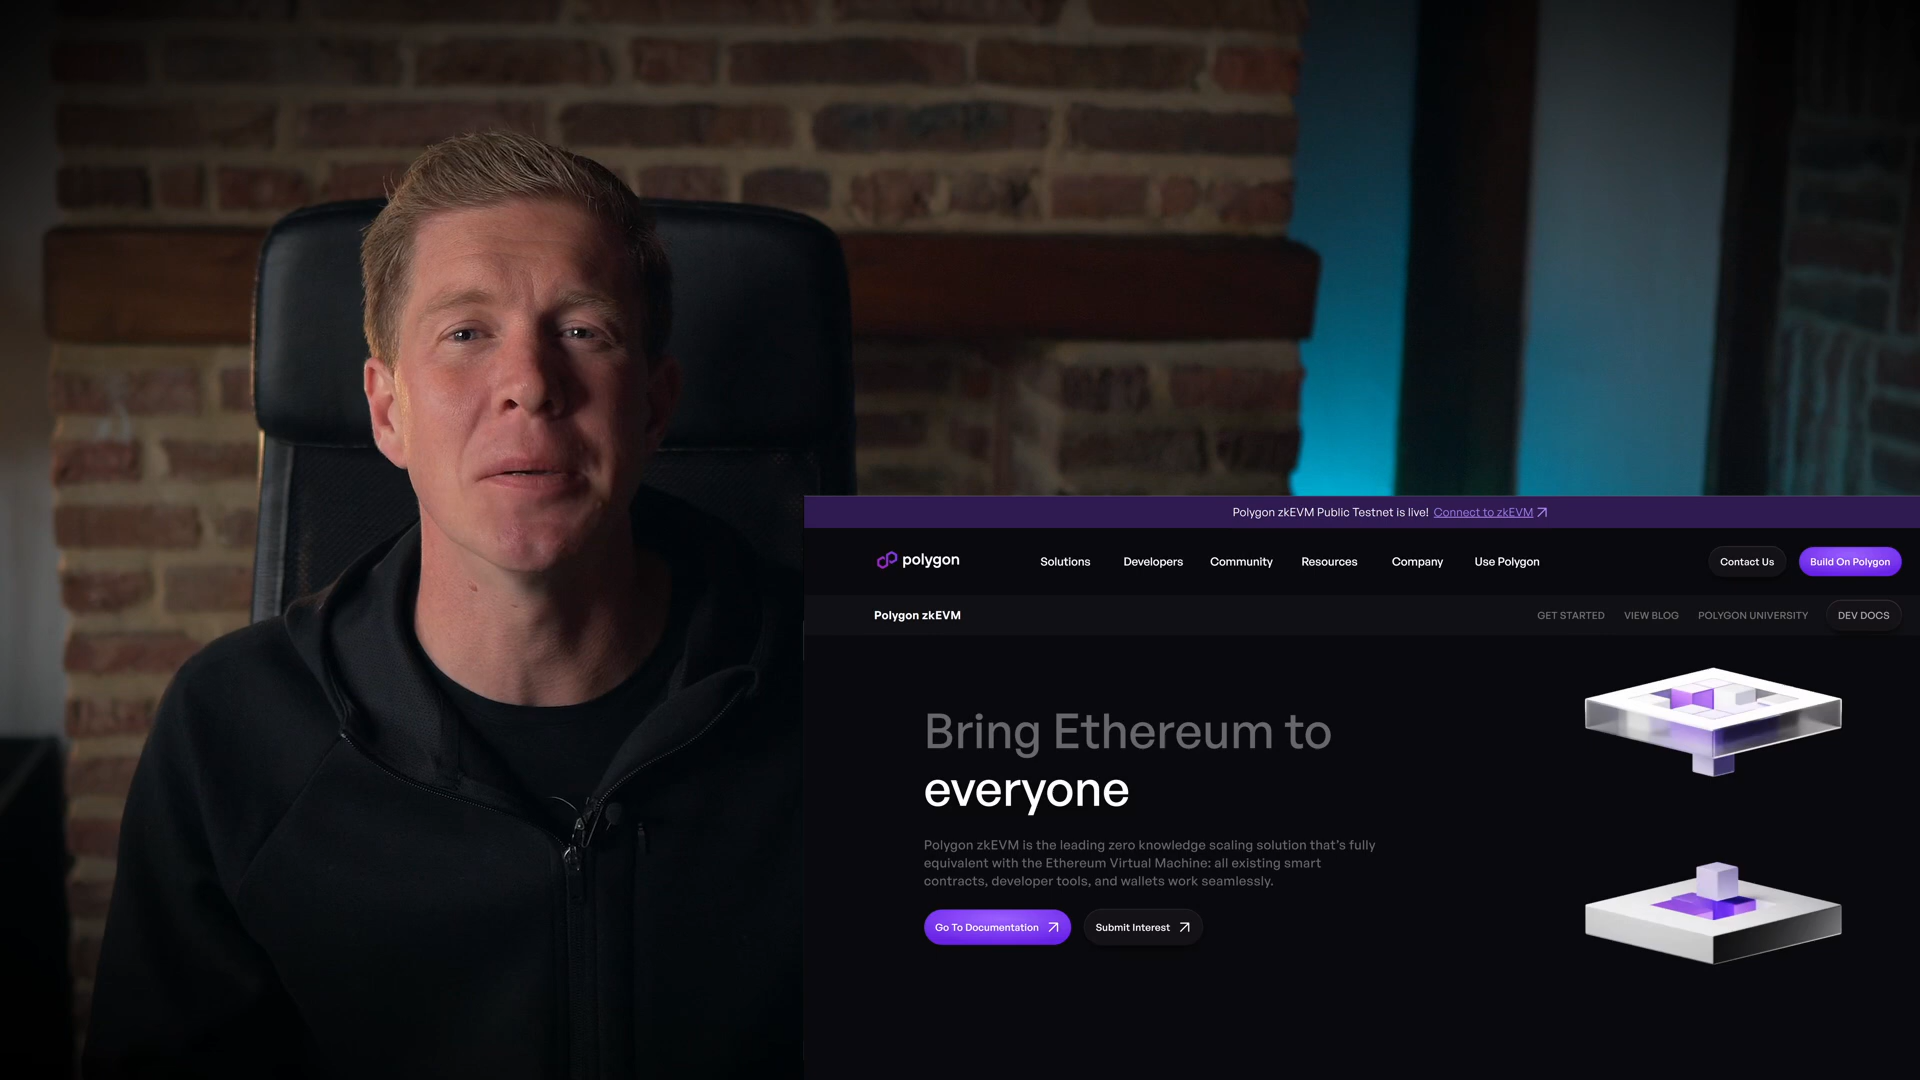 Polygon zkEVM Public Testnet is live! Connect to zkEVM
polygon
Solutions
Developers
Community
Resources
Company
Use Polygon
Contact Us
Build On Polygon
Polygon zkEVM
GET STARTED
VIEW BLOG
POLYGON UNIVERSITY
DEV DOCS
Bring Ethereum to
everyone
Polygon zkEVM is the leading zero knowledge scaling solution that's fully
equivalent with the Ethereum Virtual Machine: all existing smart
contracts, developer tools, and wallets work seamlessly.
Go To Documentation
Submit Interest